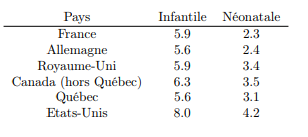 Pays Infantile Néonatale
France 5.9 2.3
Allemagne 5.6 2.4
Royaume-Uni 5.9 3.4
Canada (hors Québec) 6.3 3.5
Québec 5.6 3.1
Etats-Unis 8.0 4.2